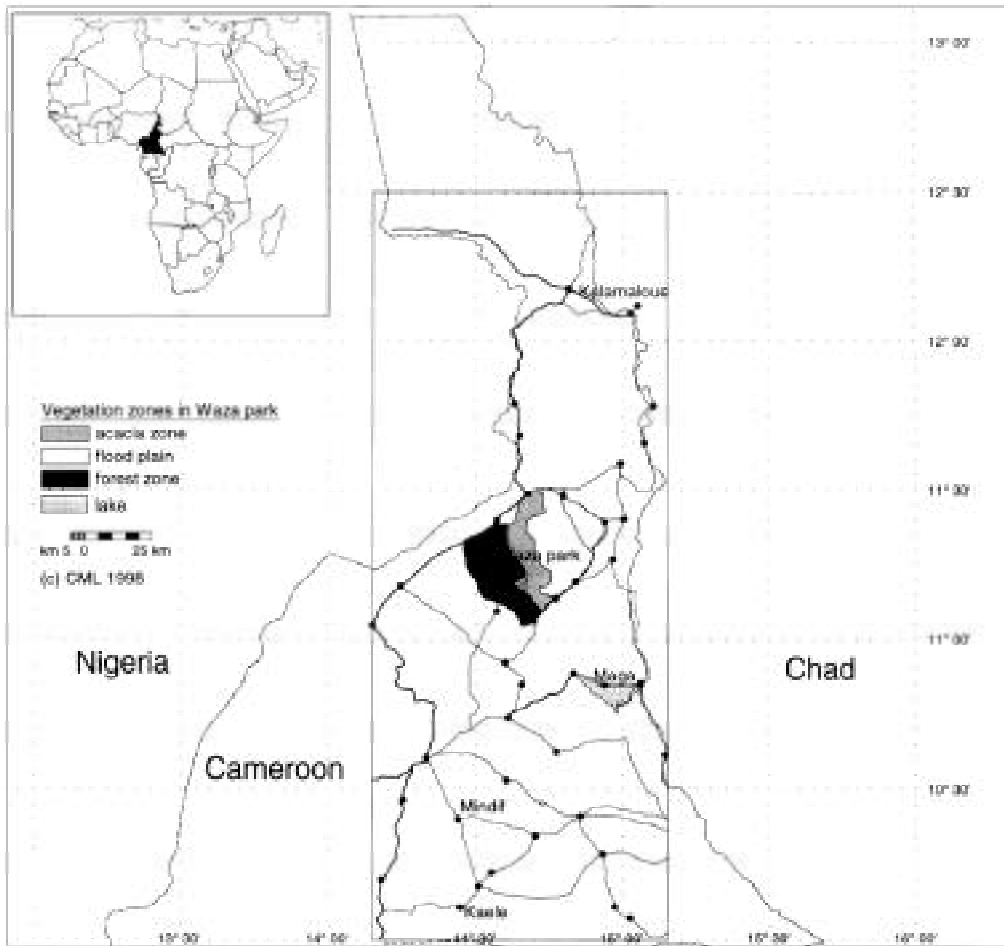 13° 00'
12° 30'
Kalamaloue
12° 00'
Vegetation zones in Waza park
acacia zone
flood plain
forest zone
lake
11° 30'
km 5 0 25 km
(c) CML 1998
Waza park
11° 00'
Nigeria
Maga
Chad
Cameroon
10° 30'
Mindif
Kaele
13° 30' 14° 00' 15° 00' 15° 30' 16° 00'